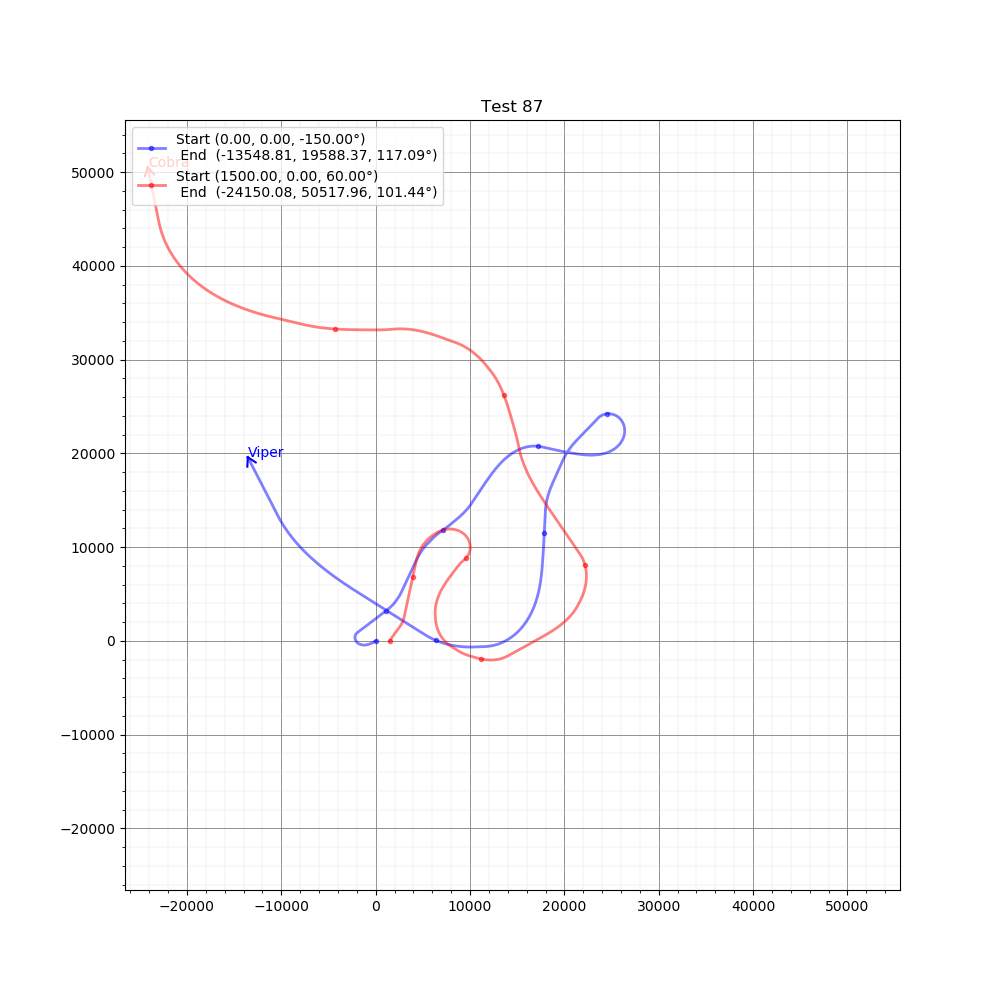 Test 87
Start (0.00, 0.00, -150.00°)
End  (-13548.81, 19588.37, 117.09°)
Start (1500.00, 0.00, 60.00°)
End  (-24150.08, 50517.96, 101.44°)
Cobra
Viper
50000
40000
30000
20000
10000
0
−10000
−20000
−20000 −10000 0 10000 20000 30000 40000 50000